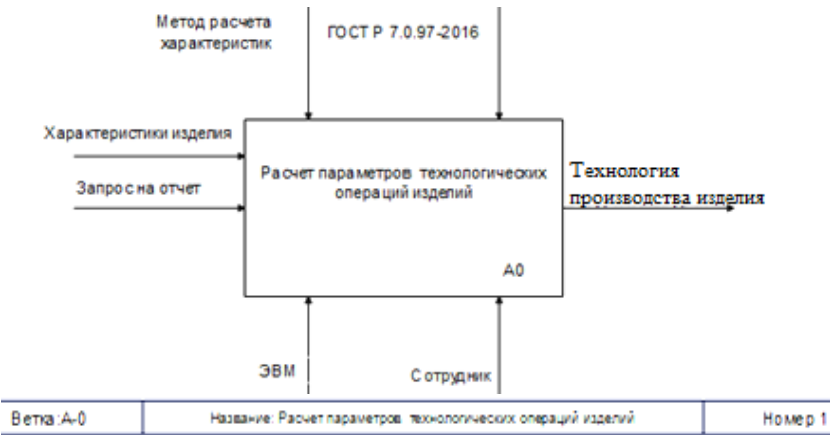 Метод расчета
характеристик
ГОСТ Р 7.0.97-2016
Характеристики изделия
Запрос на отчет
Расчет параметров технологических
операций изделий
А0
Технология
производства изделия
ЭВМ
Сотрудник
Ветка:А-0
Название: Расчет параметров технологических операций изделий
Номер 1